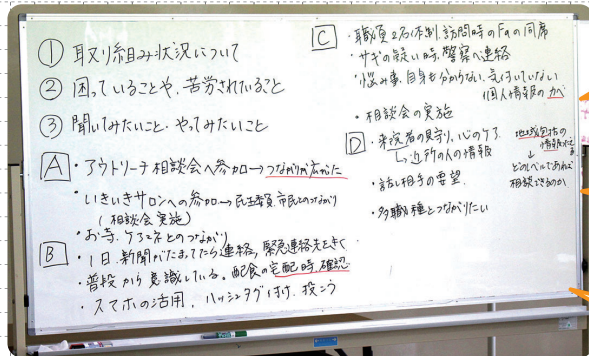 ① 取り組み状況について
② 困っていることや、苦労されていること
③ 聞いてみたいこと・やってみたいこと
A ・アウトリーチ相談会へ参加→つながりが広がった
・いきいきサロンへの参加→民生委員、市民とのつながり
(相談会実施)
・お寺、ケアマネとのつながり
B ・1日、新聞がたまってたら連絡、緊急連絡先をきく
・普段から意識している。配食の宅配時、確認
・スマホの活用、ハッシュタグ付け、投こう
C ・職員2名体制、訪問時のFaの同席
・サギの疑い時、警察へ連絡
・悩み事、自身も分からない、気付いていない
個人情報のカベ
・相談会の実施
D ・来院者の見守り、心のケア
→近所の人の情報
・話し相手の要望
・多職種とつながりたい
地域包括の
情報
↓
どのレベルであれば
相談できるのか